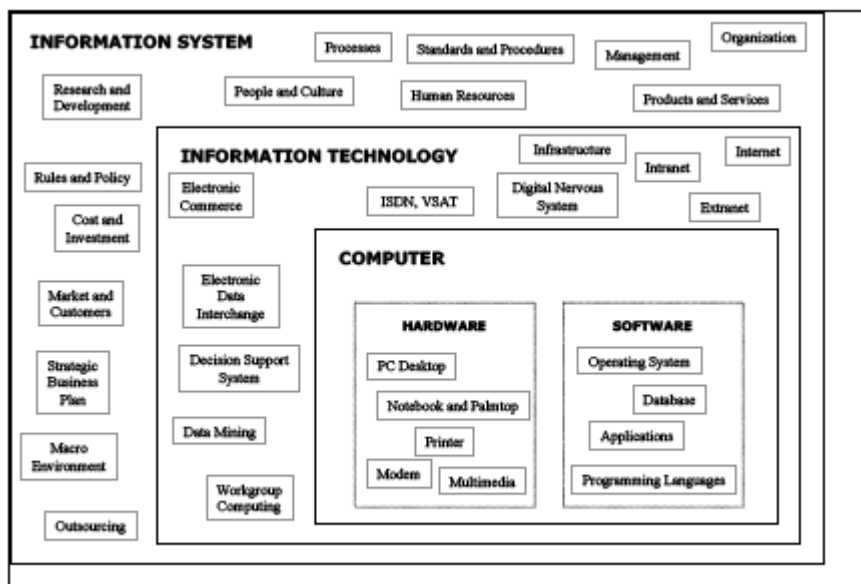 INFORMATION SYSTEM
Processes
Standards and Procedures
Management
Organization
Research and
Development
People and Culture
Human Resources
Products and Services
INFORMATION TECHNOLOGY
Infrastructure
Intranet
Internet
Rules and Policy
Electronic
Commerce
ISDN, VSAT
Digital Nervous
System
Extranet
Cost and
Investment
COMPUTER
Electronic
Data
Interchange
Market and
Customers
HARDWARE
SOFTWARE
Strategic
Business
Plan
Decision Support
System
PC Desktop
Operating System
Notebook and Palmtop
Database
Data Mining
Printer
Applications
Macro
Environment
Modem
Multimedia
Programming Languages
Workgroup
Computing
Outsourcing